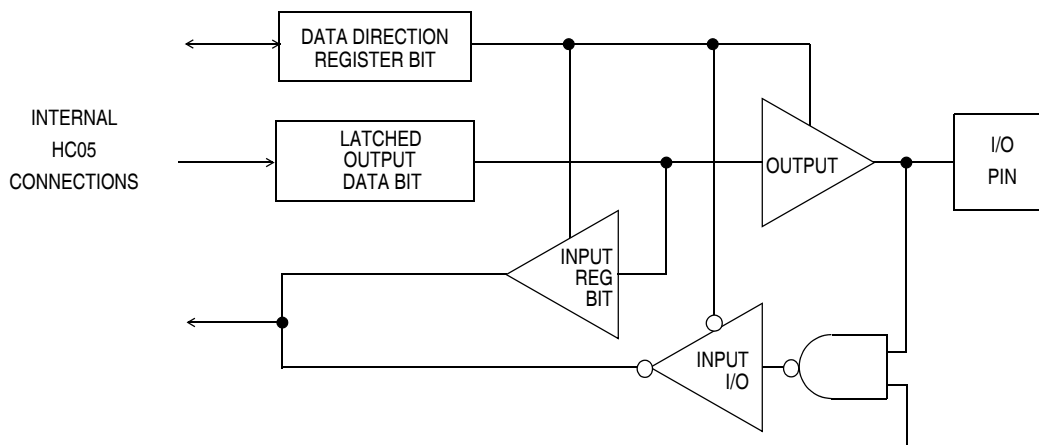 DATA DIRECTION
REGISTER BIT
INTERNAL
HC05
CONNECTIONS
LATCHED
OUTPUT
DATA BIT
OUTPUT
I/O
PIN
INPUT
REG
BIT
INPUT
I/O